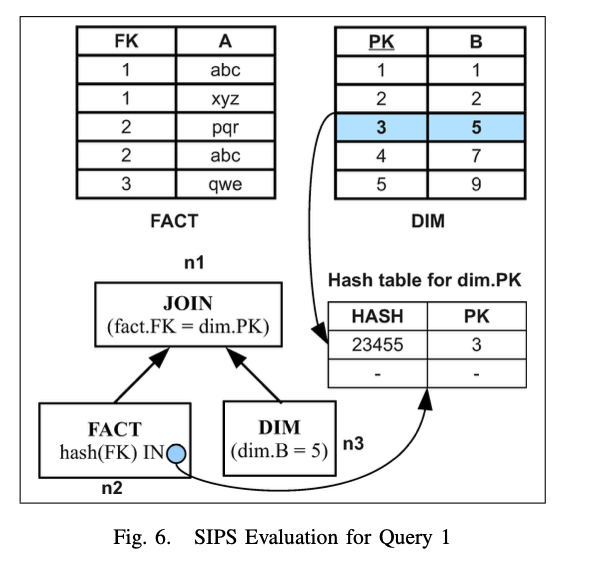 FK A
1 abc
1 xyz
2 pqr
2 abc
3 qwe
FACT
PK B
1 1
2 2
3 5
4 7
5 9
DIM
n1
JOIN
(fact.FK = dim.PK)
Hash table for dim.PK
HASH PK
23455 3
- -
FACT
hash(FK) IN
n2
DIM
(dim.B = 5)
n3
Fig. 6. SIPS Evaluation for Query 1